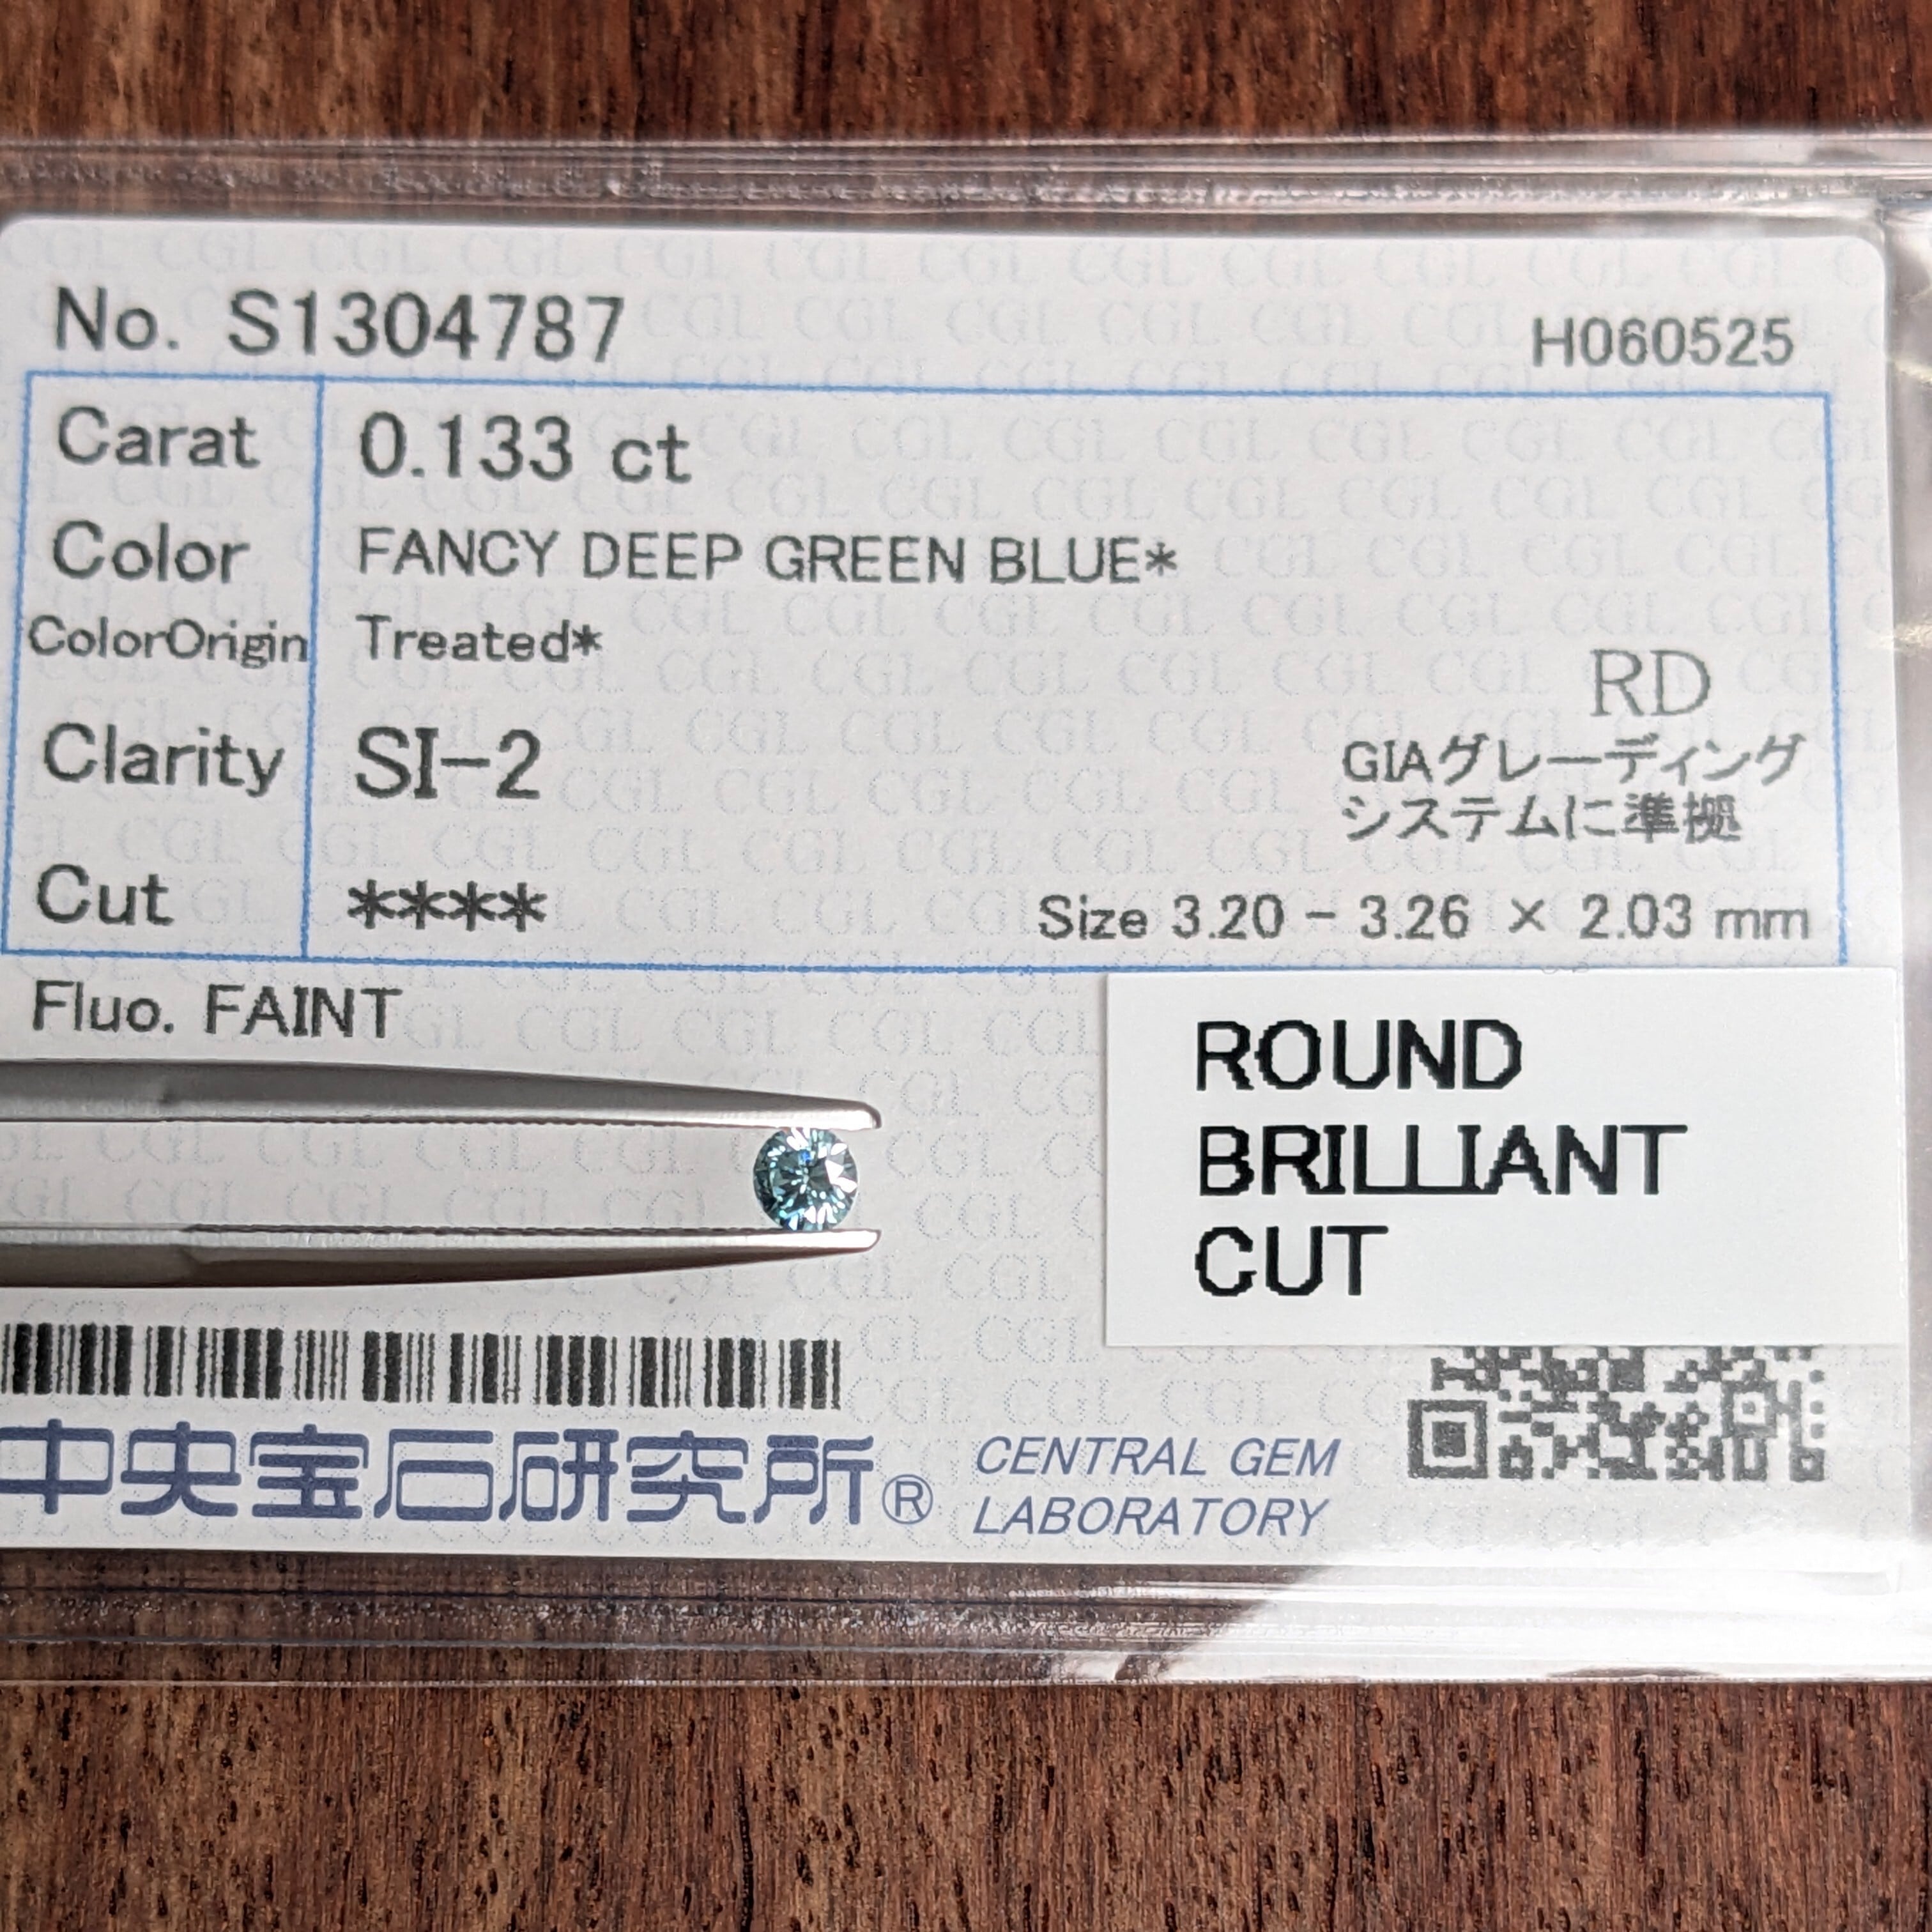 No. S1304787
H060525
Carat 0.133 ct
Color FANCY DEEP GREEN BLUE*
ColorOrigin Treated*
RD
Clarity SI-2
GIAグレーディング
システムに準拠
Cut ****
Size 3.20 - 3.26 × 2.03 mm
Fluo. FAINT
ROUND
BRILLIANT
CUT
中央宝石研究所®
CENTRAL GEM
LABORATORY